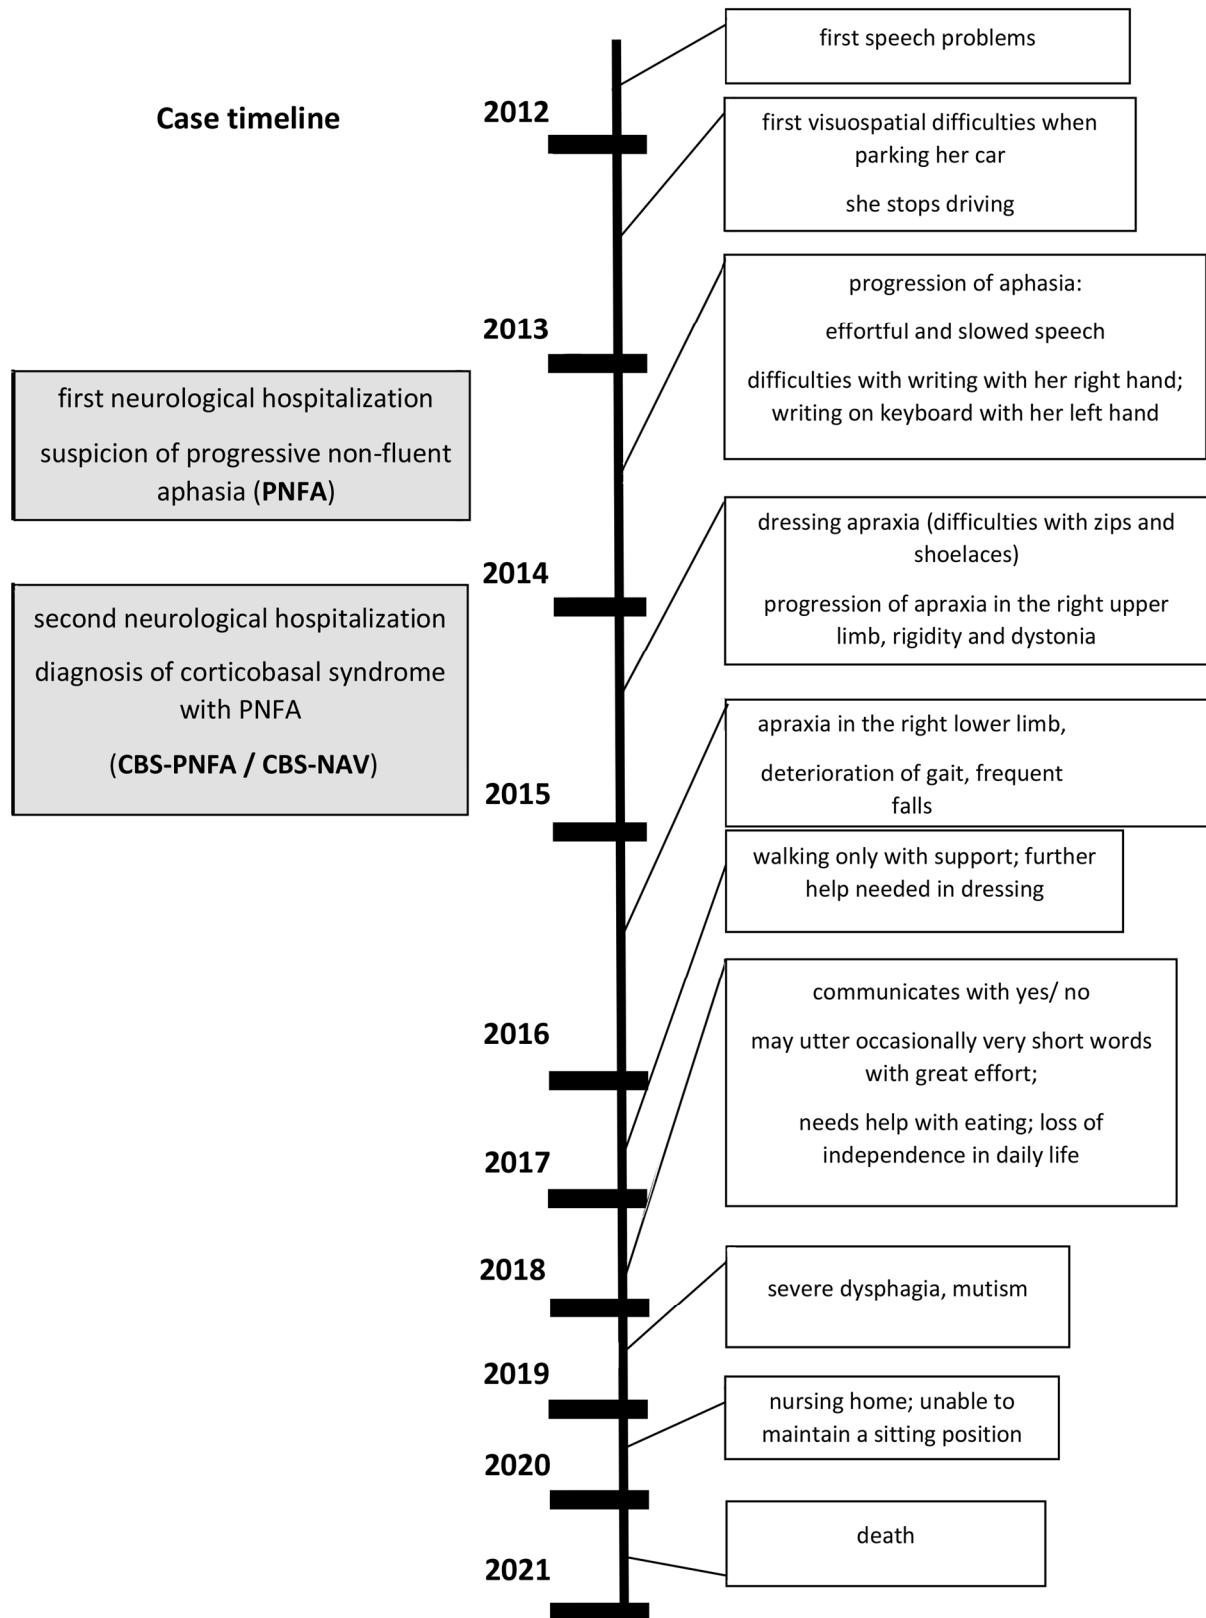 first speech problems
Case timeline
2012
first visuospatial difficulties when
parking her car
she stops driving
2013
progression of aphasia:
effortful and slowed speech
difficulties with writing with her right hand;
writing on keyboard with her left hand
first neurological hospitalization
suspicion of progressive non-fluent
aphasia (PNFA)
2014
dressing apraxia (difficulties with zips and
shoelaces)
progression of apraxia in the right upper
limb, rigidity and dystonia
second neurological hospitalization
diagnosis of corticobasal syndrome
with PNFA
(CBS-PNFA / CBS-NAV)
2015
apraxia in the right lower limb,
deterioration of gait, frequent
falls
walking only with support; further
help needed in dressing
2016
communicates with yes/ no
may utter occasionally very short words
with great effort;
needs help with eating; loss of
independence in daily life
2017
2018
severe dysphagia, mutism
2019
nursing home; unable to
maintain a sitting position
2020
death
2021